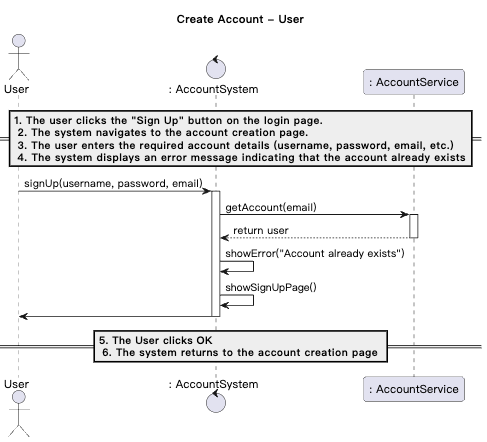 Create Account – User
User
: AccountSystem
: AccountService
1. The user clicks the "Sign Up" button on the login page.
2. The system navigates to the account creation page.
3. The user enters the required account details (username, password, email, etc.)
4. The system displays an error message indicating that the account already exists
signUp(username, password, email)
getAccount(email)
return user
showError("Account already exists")
showSignUpPage()
5. The User clicks OK
6. The system returns to the account creation page
User
: AccountSystem
: AccountService